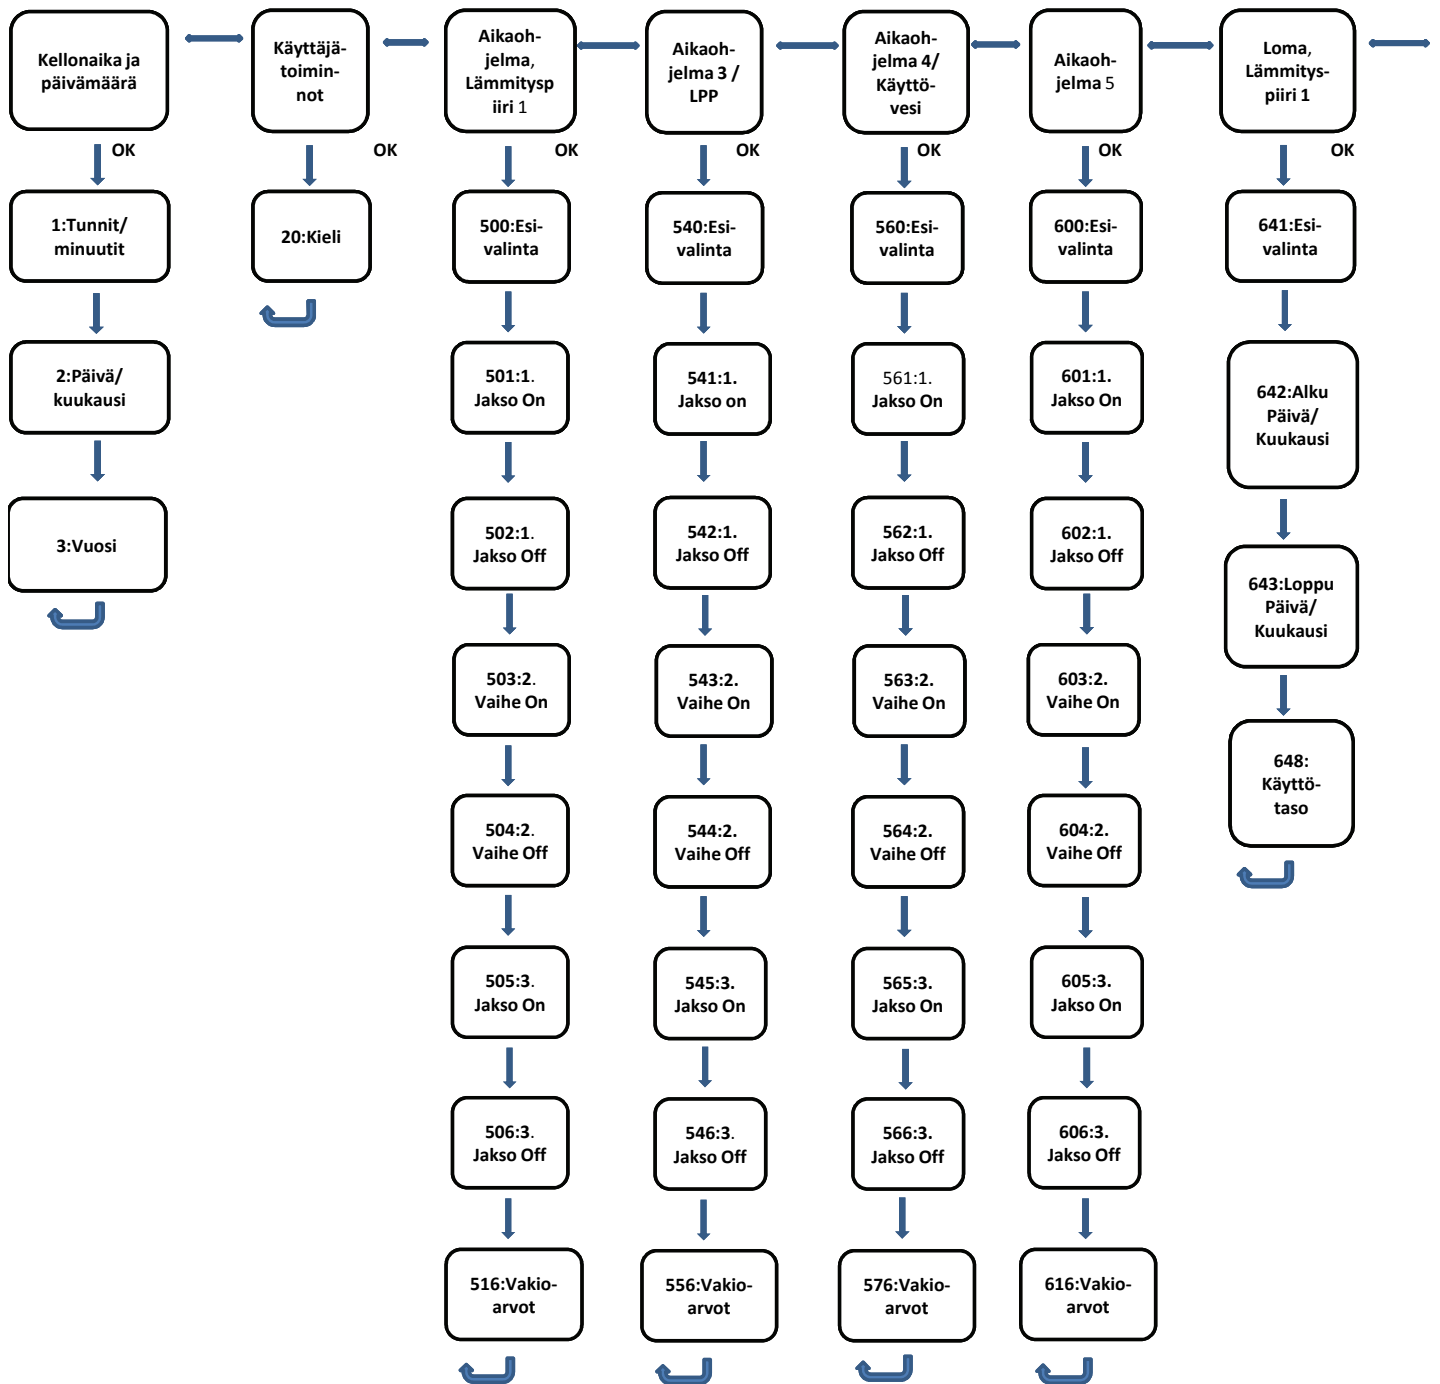 Kellonaika ja
päivämäärä
Käyttäjä-
toimin-
not
Aikaoh-
jelma,
Lämmitysp
iiri 1
Aikaoh-
jelma 3 /
LPP
Aikaoh-
jelma 4/
Käyttö-
vesi
Aikaoh-
jelma 5
Loma,
Lämmitys-
piiri 1
OK
OK
OK
OK
OK
OK
OK
1:Tunnit/
minuutit
20:Kieli
500:Esi-
valinta
540:Esi-
valinta
560:Esi-
valinta
600:Esi-
valinta
641:Esi-
valinta
2:Päivä/
kuukausi
501:1.
Jakso On
541:1.
Jakso on
561:1.
Jakso On
601:1.
Jakso On
642:Alku
Päivä/
Kuukausi
3:Vuosi
502:1.
Jakso Off
542:1.
Jakso Off
562:1.
Jakso Off
602:1.
Jakso Off
643:Loppu
Päivä/
Kuukausi
503:2.
Vaihe On
543:2.
Vaihe On
563:2.
Vaihe On
603:2.
Vaihe On
648:
Käyttö-
taso
504:2.
Vaihe Off
544:2.
Vaihe Off
564:2.
Vaihe Off
604:2.
Vaihe Off
505:3.
Jakso On
545:3.
Jakso On
565:3.
Jakso On
605:3.
Jakso On
506:3.
Jakso Off
546:3.
Jakso Off
566:3.
Jakso Off
606:3.
Jakso Off
516:Vakio-
arvot
556:Vakio-
arvot
576:Vakio-
arvot
616:Vakio-
arvot